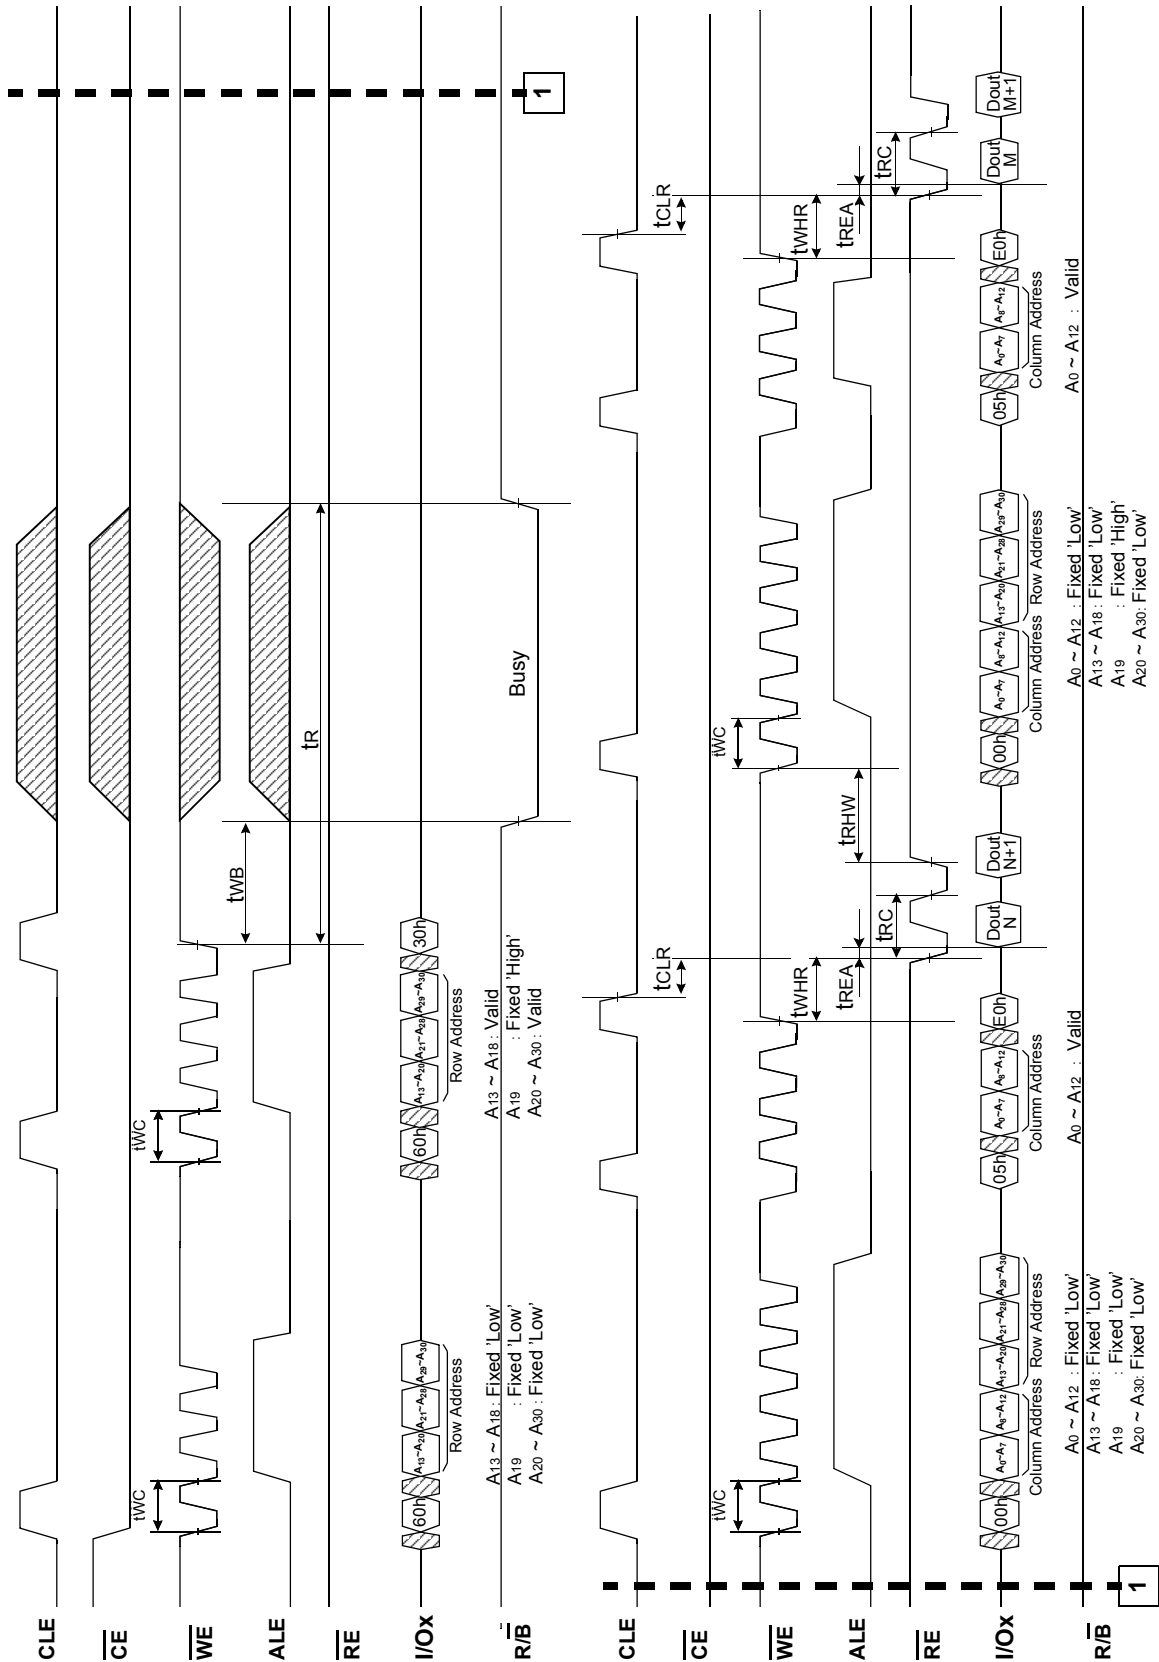 CLE
CE
WE
ALE
RE
I/Ox
R/B
tWC
60h
A13~A20
A21~A28
A29~A30
Row Address
A13 ~ A18 : Fixed 'Low'
A19 : Fixed 'Low'
A20 ~ A30 : Fixed 'Low'
tWC
60h
A13~A20
A21~A28
A29~A30
30h
Row Address
A13 ~ A18 : Valid
A19 : Fixed 'High'
A20 ~ A30 : Valid
tWB
tR
Busy
1
CLE
CE
WE
ALE
RE
I/Ox
R/B
1
tWC
00h
A0~A7
A8~A12
A13~A20
A21~A28
A29~A30
Column Address
Row Address
A0 ~ A12 : Fixed 'Low'
A13 ~ A18 : Fixed 'Low'
A19 : Fixed 'Low'
A20 ~ A30: Fixed 'Low'
05h
A0~A7
A8~A12
E0h
Column Address
A0 ~ A12 : Valid
tCLR
tWHR
tREA
tRC
Dout N
Dout N+1
tRHW
tWC
00h
A0~A7
A8~A12
A13~A20
A21~A28
A29~A30
Column Address
Row Address
A0 ~ A12 : Fixed 'Low'
A13 ~ A18 : Fixed 'Low'
A19 : Fixed 'High'
A20 ~ A30: Fixed 'Low'
05h
A0~A7
A8~A12
E0h
Column Address
A0 ~ A12 : Valid
tCLR
tWHR
tREA
tRC
Dout M
Dout M+1